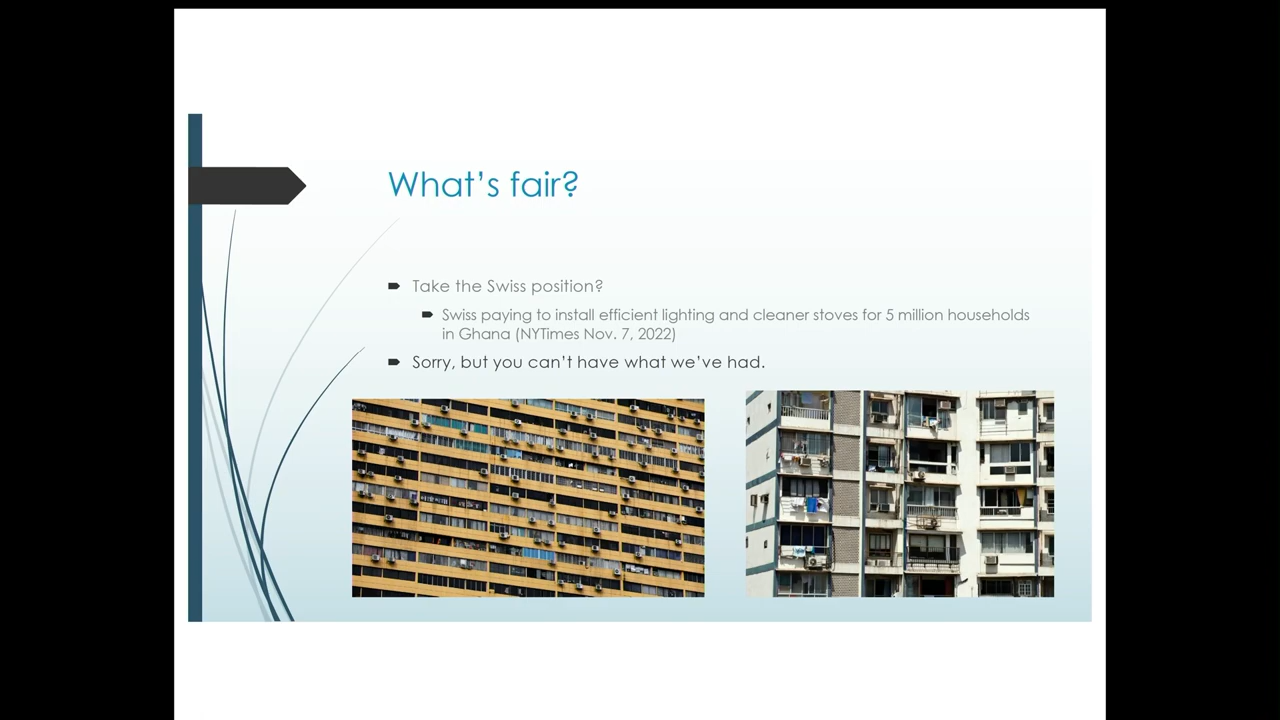 What's fair?
Take the Swiss position?
Swiss paying to install efficient lighting and cleaner stoves for 5 million households
in Ghana (NYTimes Nov. 7, 2022)
Sorry, but you can't have what we've had.